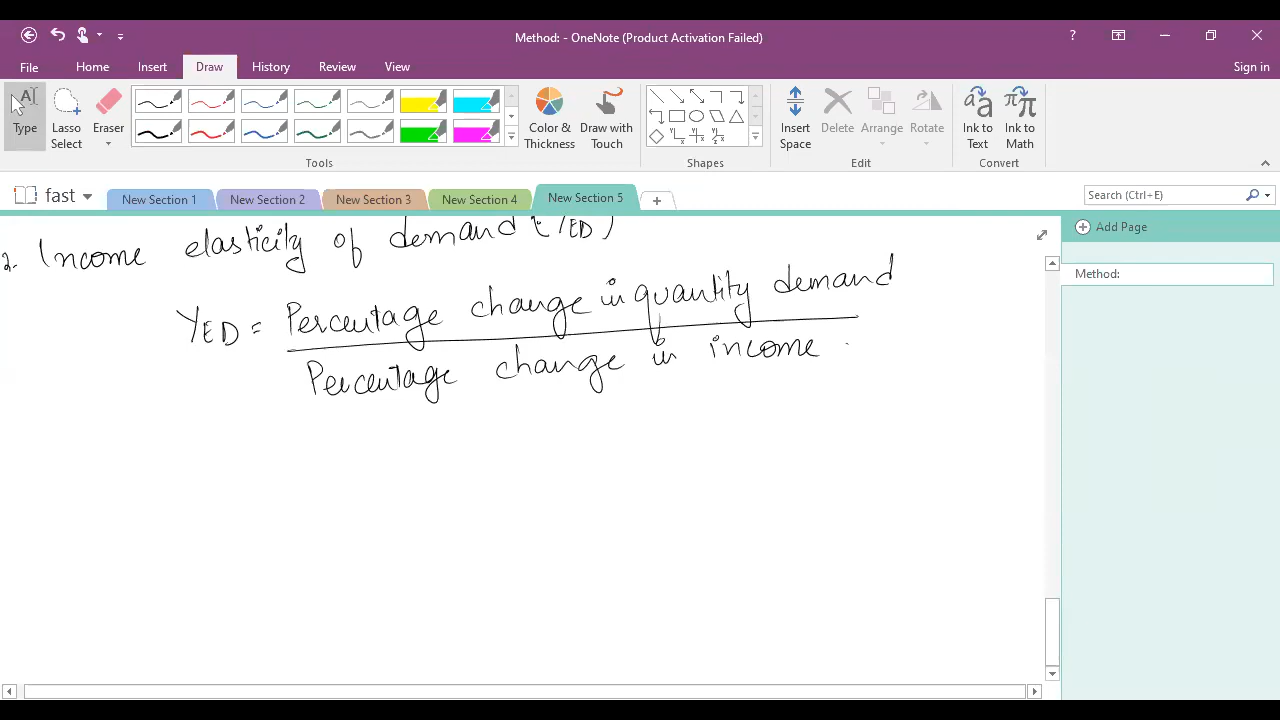 Method: - OneNote (Product Activation Failed)
?
File Home Insert Draw History Review View Sign in
Type Lasso Select Eraser Color & Thickness Draw with Touch Insert Space Delete Arrange Rotate Ink to Text Ink to Math
Tools Shapes Edit Convert
fast New Section 1 New Section 2 New Section 3 New Section 4 New Section 5 Search (Ctrl+E)
Add Page
Method:
2. Income elasticity of demand (YED)
YED = Percentage change in quantity demand
Percentage change in income